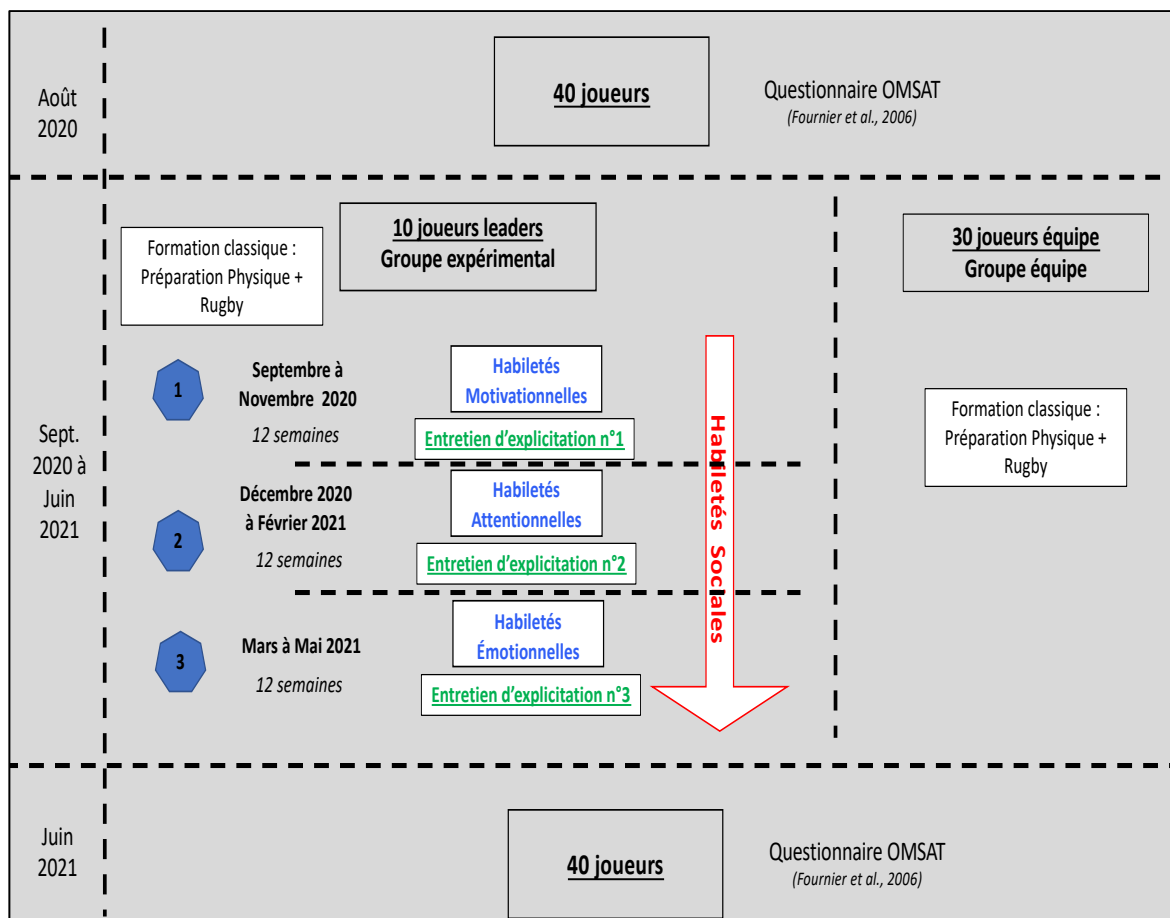 Août
2020
40 joueurs
Questionnaire OMSAT
(Fournier et al., 2006)
Sept.
2020 à
Juin
2021
Formation classique :
Préparation Physique +
Rugby
10 joueurs leaders
Groupe expérimental
30 joueurs équipe
Groupe équipe
1
Septembre à
Novembre 2020
12 semaines
Habiletés
Motivationnelles
Entretien d'explicitation n°1
2
Décembre 2020
à Février 2021
12 semaines
Habiletés
Attentionnelles
Entretien d'explicitation n°2
3
Mars à Mai 2021
12 semaines
Habiletés
Émotionnelles
Entretien d'explicitation n°3
Habiletés Sociales
Formation classique :
Préparation Physique +
Rugby
Juin
2021
40 joueurs
Questionnaire OMSAT
(Fournier et al., 2006)